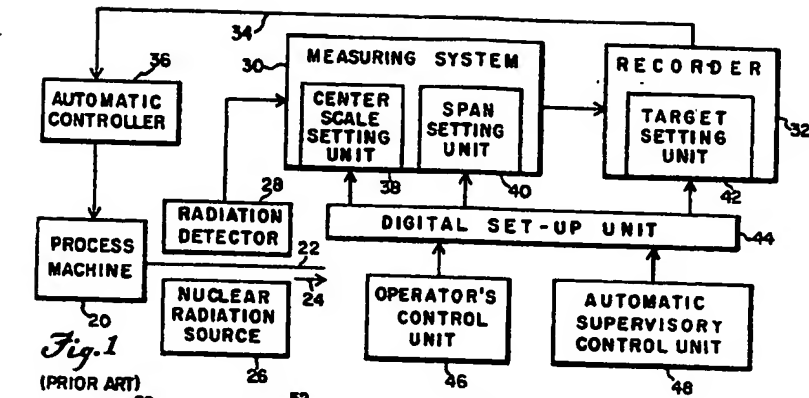 34
36
AUTOMATIC
CONTROLLER
30
MEASURING SYSTEM
CENTER
SCALE
SETTING
UNIT
38
SPAN
SETTING
UNIT
40
RECORDER
TARGET
SETTING
UNIT
42
32
28
RADIATION
DETECTOR
DIGITAL SET-UP UNIT
44
PROCESS
MACHINE
20
22
24
NUCLEAR
RADIATION
SOURCE
26
OPERATOR'S
CONTROL
UNIT
46
AUTOMATIC
SUPERVISORY
CONTROL UNIT
48
Fig.1
(PRIOR ART)
52